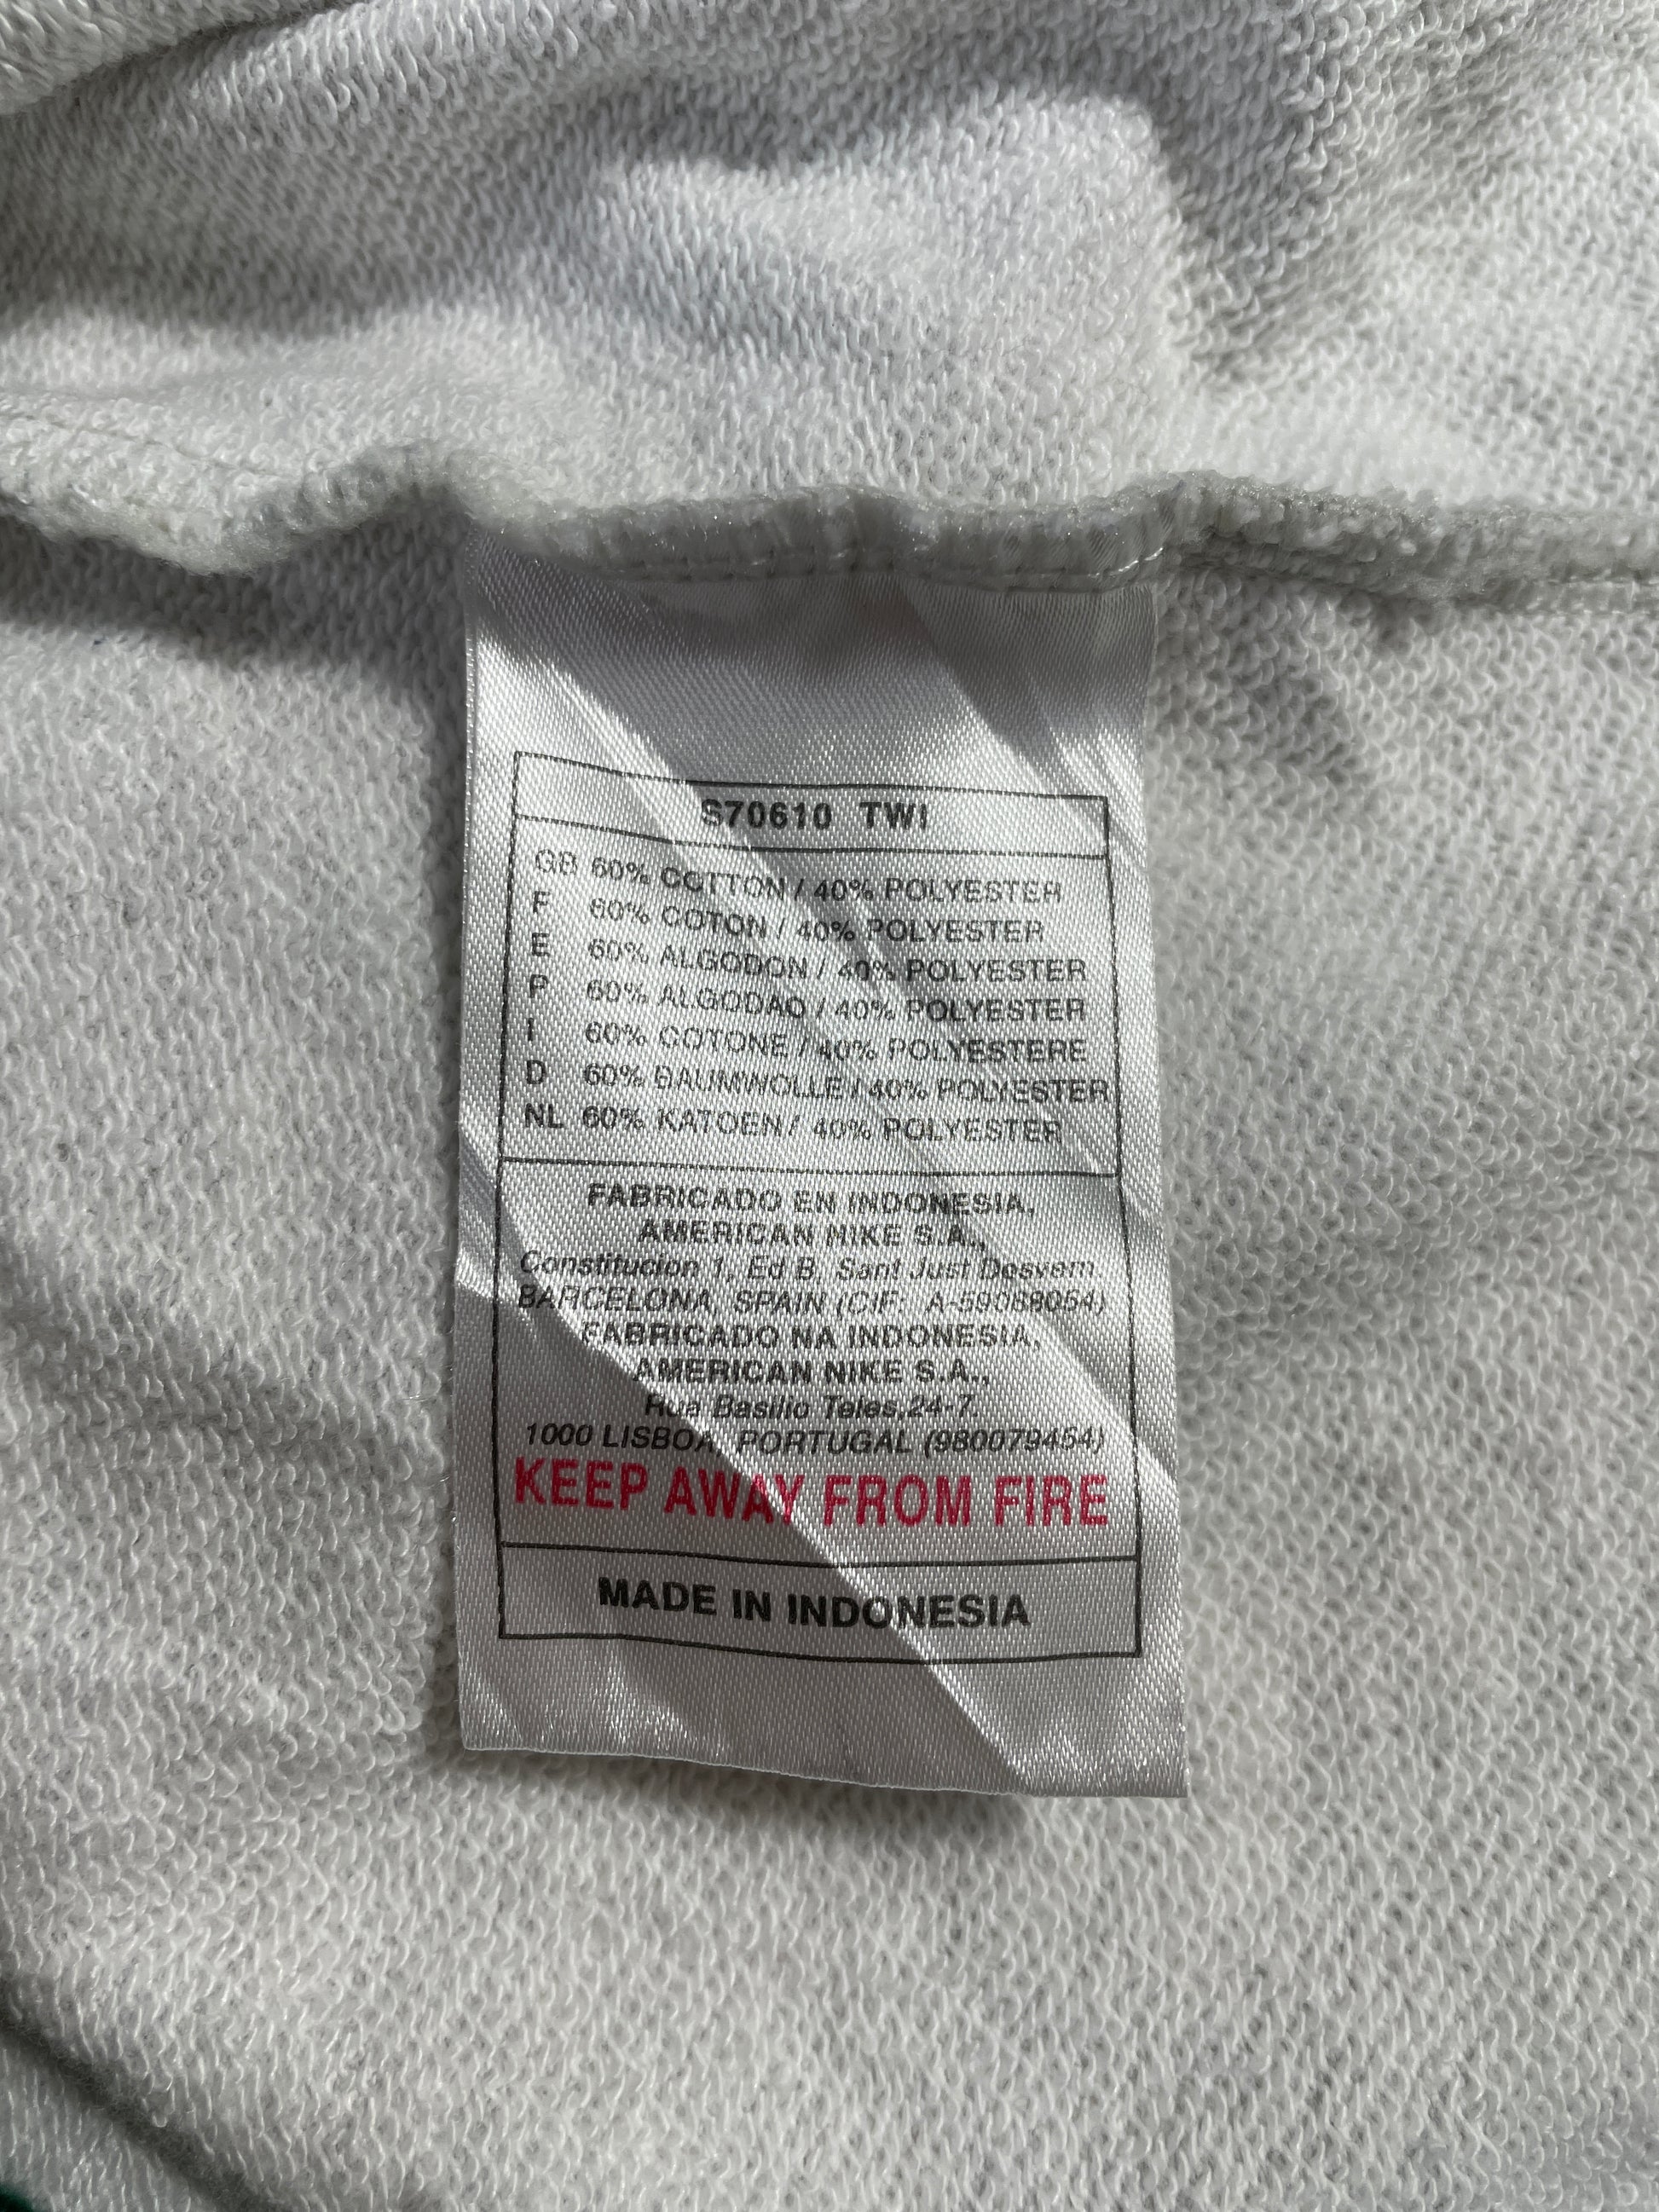 S70610 TWI
GB 60% COTTON / 40% POLYESTER
F 60% COTON / 40% POLYESTER
E 60% ALGODON / 40% POLYESTER
P 60% ALGODAO / 40% POLYESTER
I 60% COTONE / 40% POLYESTERE
D 60% BAUMWOLLE / 40% POLYESTER
NL 60% KATOEN / 40% POLYESTER
FABRICADO EN INDONESIA,
AMERICAN NIKE S.A.,
Constitucion 1, Ed B. Sant Just Desvern
BARCELONA, SPAIN (CIF: A-59088054)
FABRICADO NA INDONESIA,
AMERICAN NIKE S.A.,
Rua Basilio Teles,24-7.
1000 LISBOA, PORTUGAL (980079454)
KEEP AWAY FROM FIRE
MADE IN INDONESIA